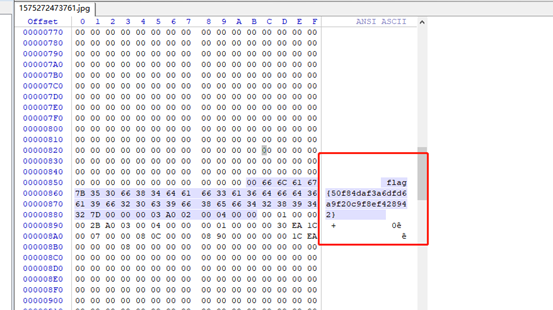 1575272473761.jpg
Offset 0 1 2 3 4 5 6 7 8 9 A B C D E F ANSI ASCII
00000770 00 00 00 00 00 00 00 00 00 00 00 00 00 00 00 00
00000780 00 00 00 00 00 00 00 00 00 00 00 00 00 00 00 00
00000790 00 00 00 00 00 00 00 00 00 00 00 00 00 00 00 00
000007A0 00 00 00 00 00 00 00 00 00 00 00 00 00 00 00 00
000007B0 00 00 00 00 00 00 00 00 00 00 00 00 00 00 00 00
000007C0 00 00 00 00 00 00 00 00 00 00 00 00 00 00 00 00
000007D0 00 00 00 00 00 00 00 00 00 00 00 00 00 00 00 00
000007E0 00 00 00 00 00 00 00 00 00 00 00 00 00 00 00 00
000007F0 00 00 00 00 00 00 00 00 00 00 00 00 00 00 00 00
00000800 00 00 00 00 00 00 00 00 00 00 00 00 00 00 00 00
00000810 00 00 00 00 00 00 00 00 00 00 00 00 00 00 00 00
00000820 00 00 00 00 00 00 00 00 00 00 00 00 00 00 00 00
00000830 00 00 00 00 00 00 00 00 00 00 00 00 00 00 00 00
00000840 00 00 00 00 00 00 00 00 00 00 00 00 00 00 00 00
00000850 00 00 00 00 00 00 00 00 00 00 00 00 66 6C 61 67 flag
00000860 7B 35 30 66 38 34 64 61 66 33 61 36 64 66 64 36 {50f84daf3a6dfd6
00000870 61 39 66 32 30 63 39 66 38 65 66 34 32 38 39 34 a9f20c9f8ef42894
00000880 32 7D 00 00 00 03 A0 02 00 04 00 00 00 01 00 00 2}
00000890 00 2B A0 03 00 04 00 00 00 01 00 00 00 30 EA 1C + 0ê
000008A0 00 07 00 00 08 0C 00 00 08 90 00 00 00 00 1C EA ê
000008B0 00 00 00 08 00 00 00 00 00 00 00 00 00 00 00 00
000008C0 00 00 00 00 00 00 00 00 00 00 00 00 00 00 00 00
000008D0 00 00 00 00 00 00 00 00 00 00 00 00 00 00 00 00
000008E0 00 00 00 00 00 00 00 00 00 00 00 00 00 00 00 00
000008F0 00 00 00 00 00 00 00 00 00 00 00 00 00 00 00 00
00000900 00 00 00 00 00 00 00 00 00 00 00 00 00 00 00 00